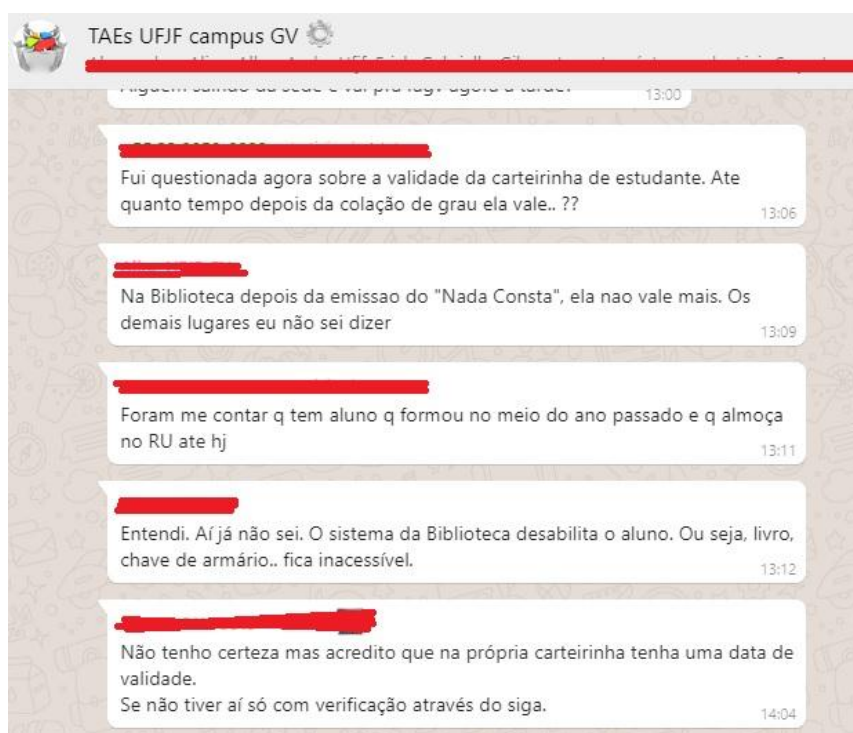 TAEs UFJF campus GV
13:00
Fui questionada agora sobre a validade da carteirinha de estudante. Ate
quanto tempo depois da colação de grau ela vale.. ??
13:06
Na Biblioteca depois da emissao do "Nada Consta", ela nao vale mais. Os
demais lugares eu não sei dizer
13:09
Foram me contar q tem aluno q formou no meio do ano passado e q almoça
no RU ate hj
13:11
Entendi. Aí já não sei. O sistema da Biblioteca desabilita o aluno. Ou seja, livro,
chave de armário.. fica inacessível.
13:12
Não tenho certeza mas acredito que na própria carteirinha tenha uma data de
validade.
Se não tiver aí só com verificação através do siga.
14:04